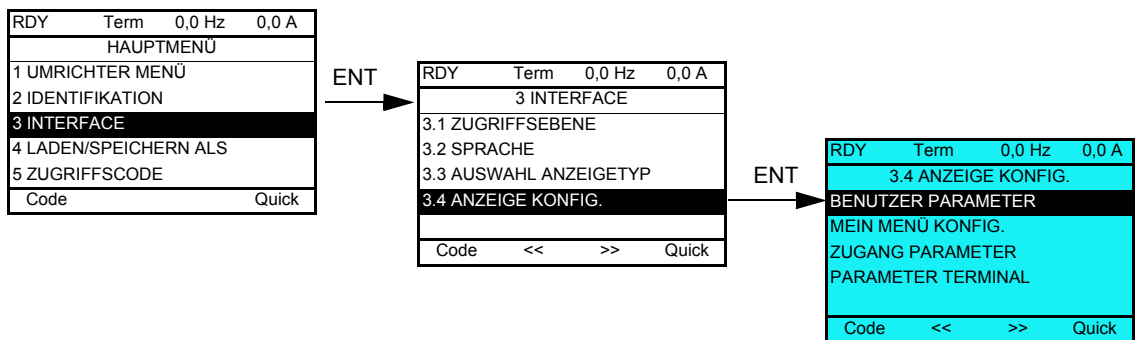 RDY Term 0,0 Hz 0,0 A
HAUPTMENÜ
1 UMRICHTER MENÜ
2 IDENTIFIKATION
3 INTERFACE
4 LADEN/SPEICHERN ALS
5 ZUGRIFFSCODE
Code Quick
ENT
RDY Term 0,0 Hz 0,0 A
3 INTERFACE
3.1 ZUGRIFFSEBENE
3.2 SPRACHE
3.3 AUSWAHL ANZEIGETYP
3.4 ANZEIGE KONFIG.
Code << >> Quick
ENT
RDY Term 0,0 Hz 0,0 A
3.4 ANZEIGE KONFIG.
BENUTZER PARAMETER
MEIN MENÜ KONFIG.
ZUGANG PARAMETER
PARAMETER TERMINAL
Code << >> Quick